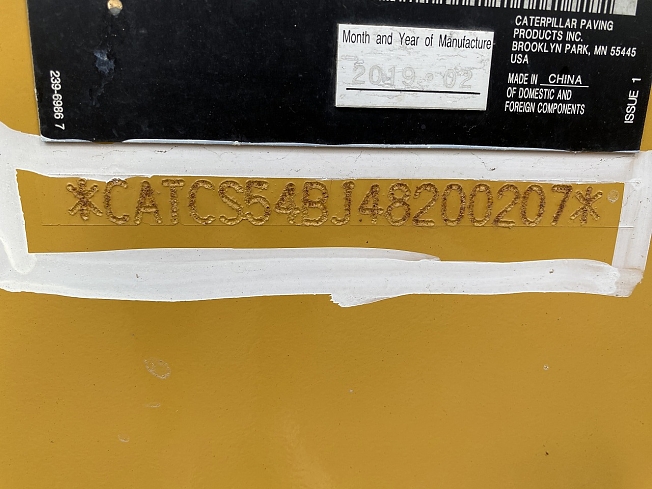 CATERPILLAR PAVING
PRODUCTS INC.
BROOKLYN PARK, MN 55445
USA
Month and Year of Manufacture
2019-02
MADE IN CHINA
OF DOMESTIC AND
FOREIGN COMPONENTS
ISSUE 1
239-6986 7
*CATCS54BJ48200207*